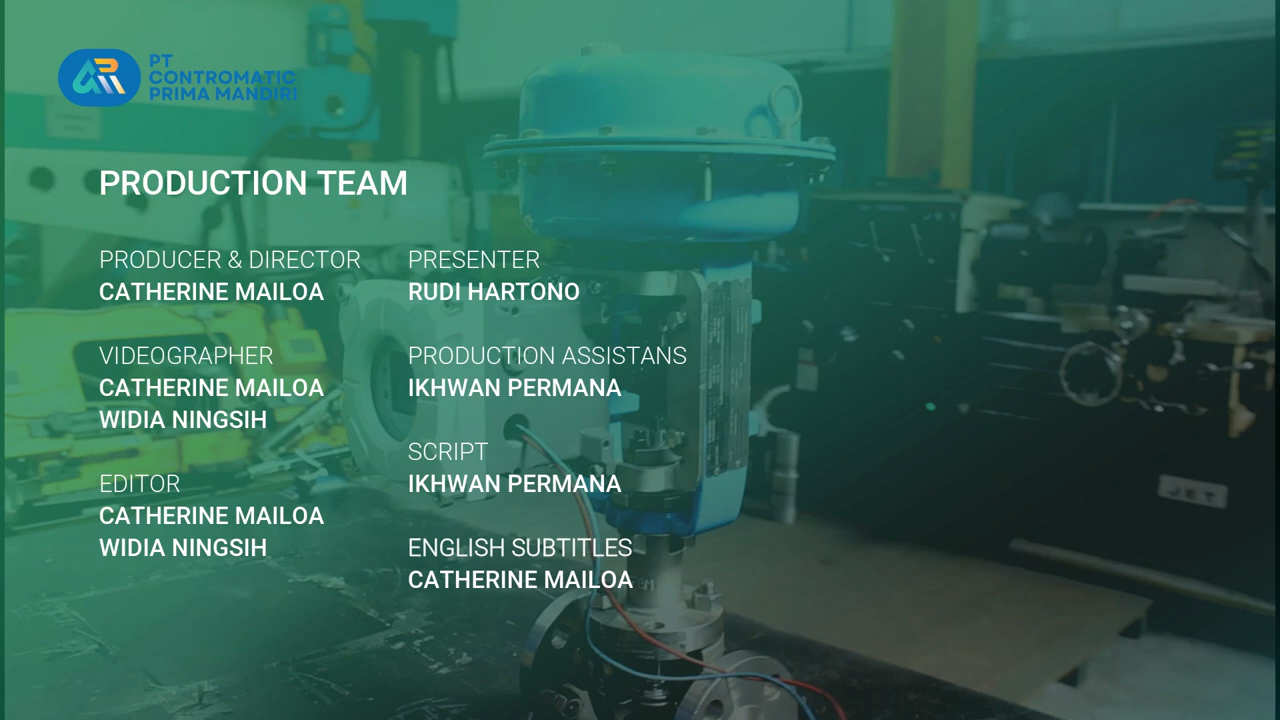 PT
CONTROMATIC
PRIMA MANDIRI
PRODUCTION TEAM
PRODUCER & DIRECTOR
CATHERINE MAILOA
VIDEOGRAPHER
CATHERINE MAILOA
WIDIA NINGSIH
EDITOR
CATHERINE MAILOA
WIDIA NINGSIH
PRESENTER
RUDI HARTONO
PRODUCTION ASSISTANS
IKHWAN PERMANA
SCRIPT
IKHWAN PERMANA
ENGLISH SUBTITLES
CATHERINE MAILOA
JET